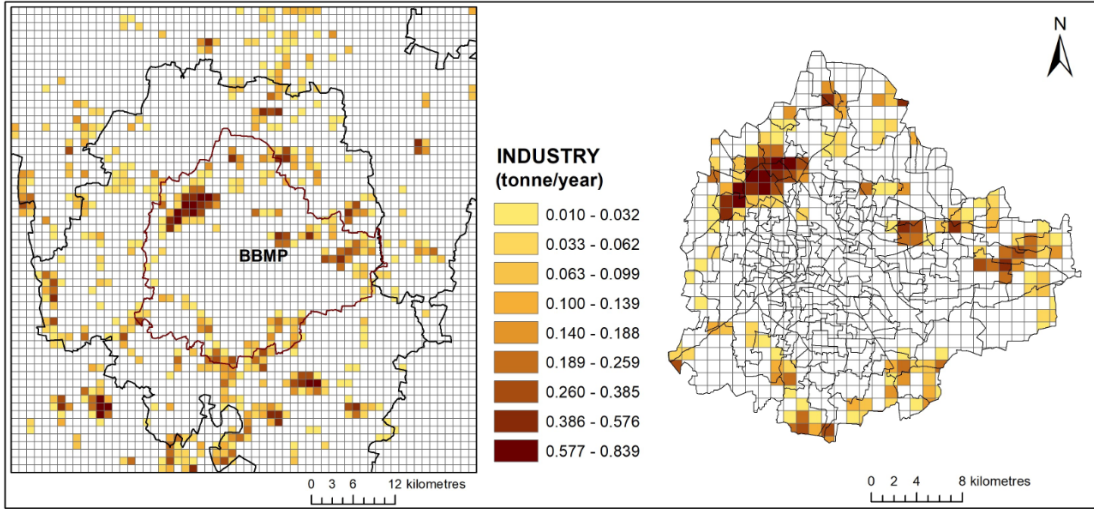 BBMP
0 3 6 12 kilometres
INDUSTRY
(tonne/year)
0.010 - 0.032
0.033 - 0.062
0.063 - 0.099
0.100 - 0.139
0.140 - 0.188
0.189 - 0.259
0.260 - 0.385
0.386 - 0.576
0.577 - 0.839
N
0 2 4 8 kilometres